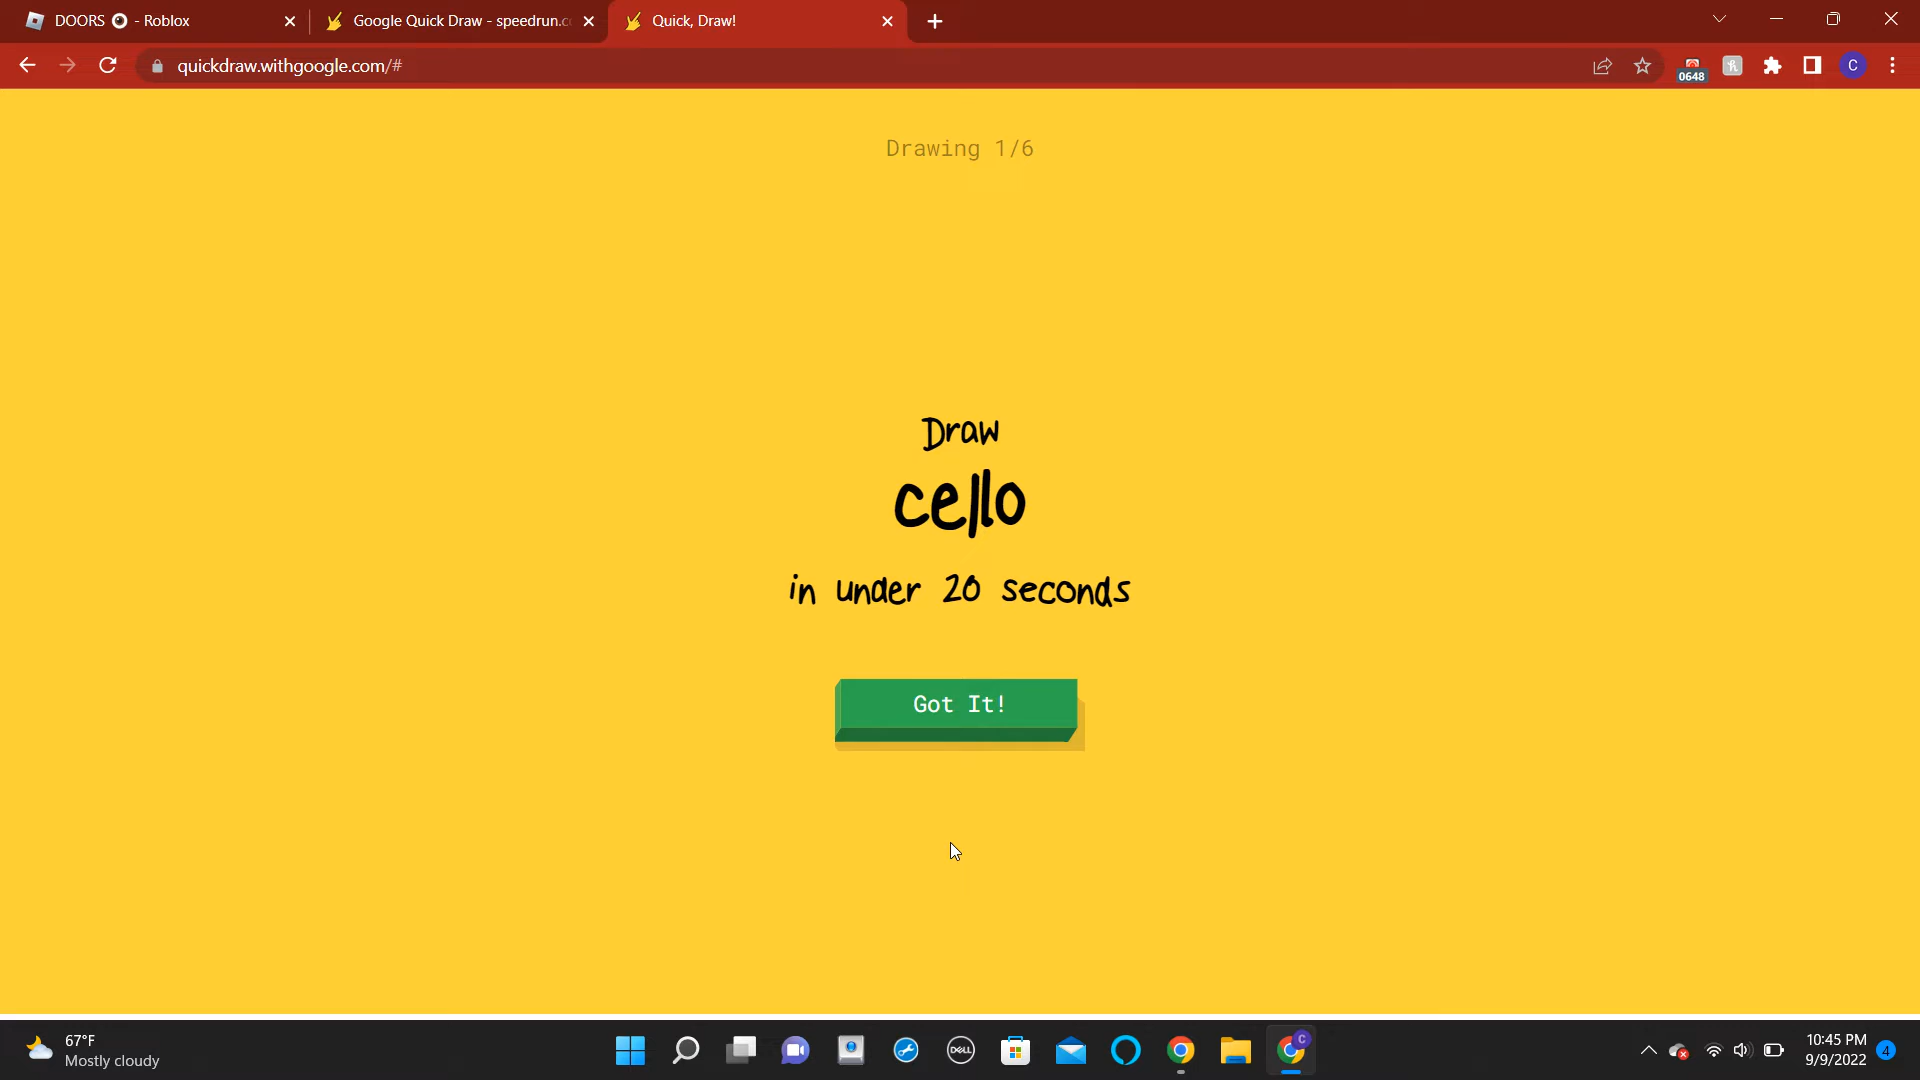 DOORS - Roblox
Google Quick Draw - speedrun.c
Quick, Draw!
quickdraw.withgoogle.com/#
0648
C
Drawing 1/6
Draw
cello
in under 20 seconds
Got It!
67°F
Mostly cloudy
DELL
C
10:45 PM
9/9/2022
4